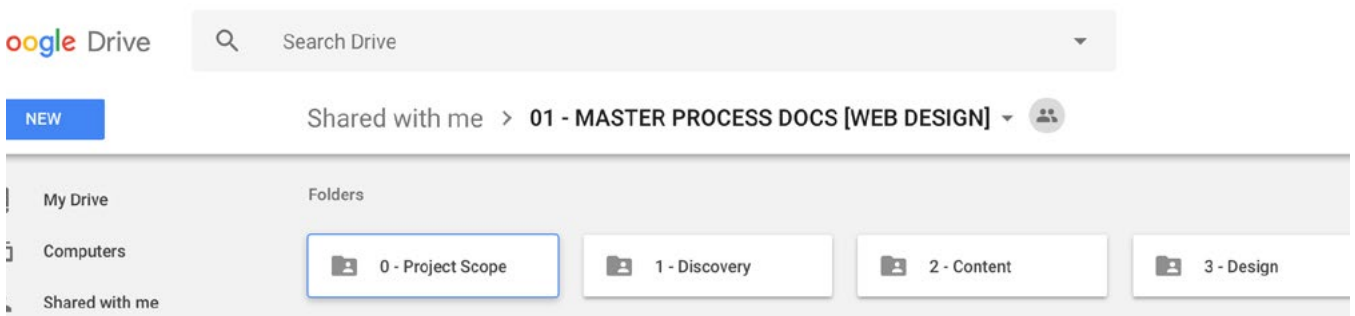 oogle Drive
Search Drive
NEW
Shared with me > 01 - MASTER PROCESS DOCS [WEB DESIGN]
My Drive
Computers
Shared with me
Folders
0 - Project Scope
1 - Discovery
2 - Content
3 - Design